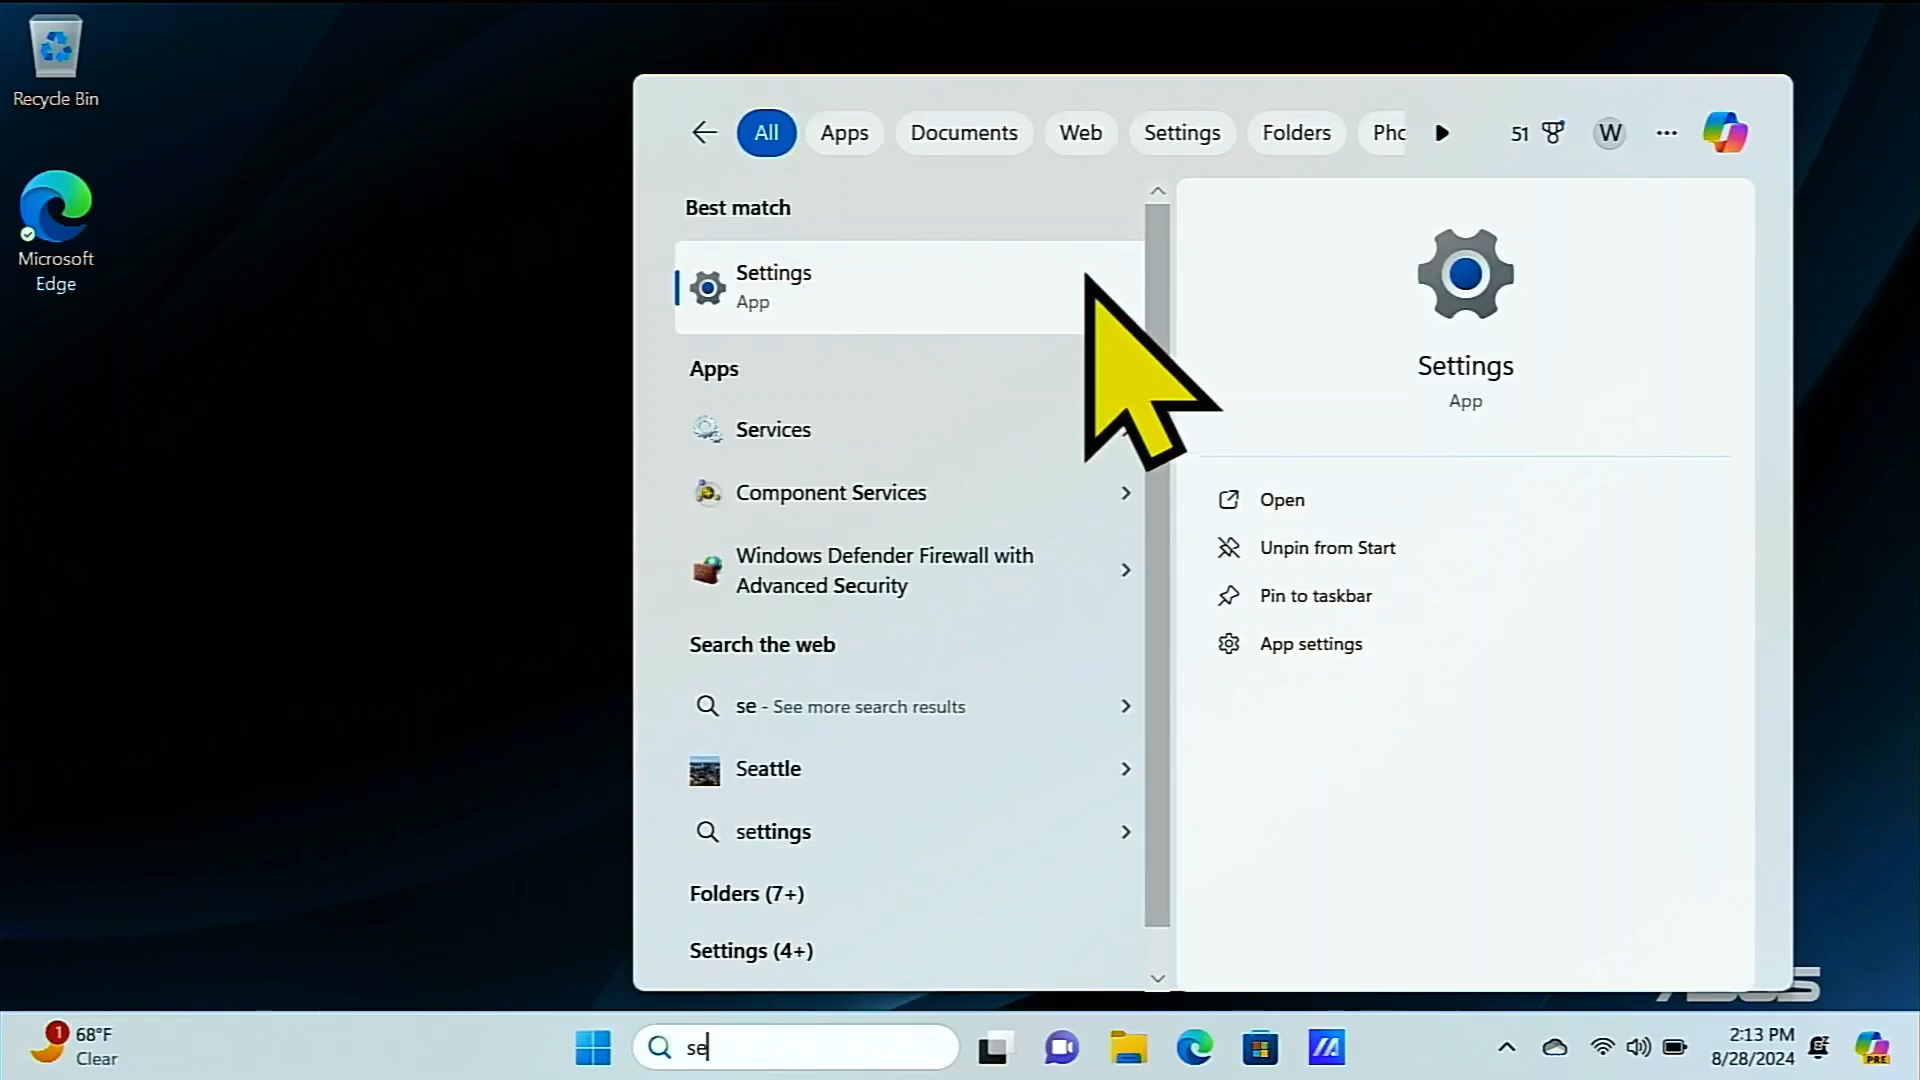 Recycle Bin
Microsoft
Edge
All
Apps
Documents
Web
Settings
Folders
Phc
51
W
Best match
Settings
App
Apps
Services
Component Services
Windows Defender Firewall with
Advanced Security
Search the web
se - See more search results
Seattle
settings
Folders (7+)
Settings (4+)
Settings
App
Open
Unpin from Start
Pin to taskbar
App settings
1
68°F
Clear
se
2:13 PM
8/28/2024
PRE